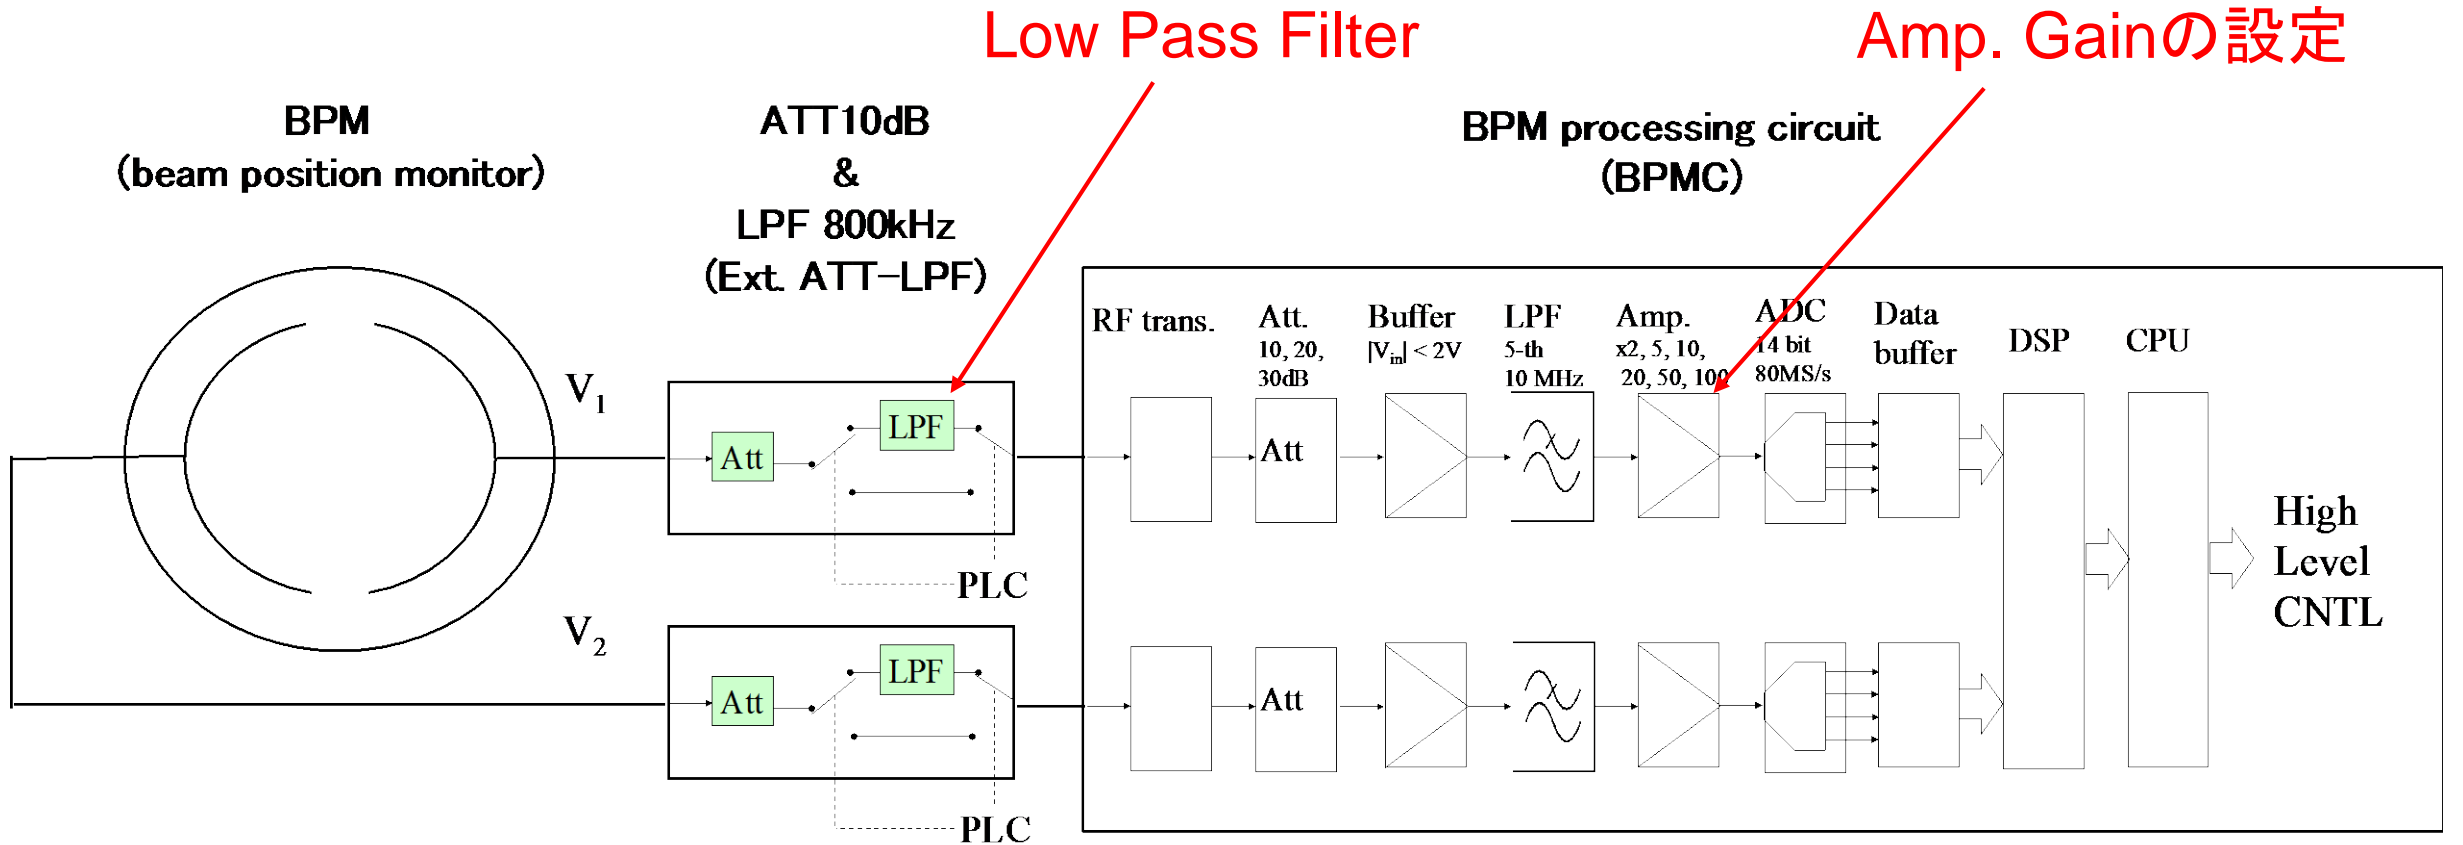 Low Pass Filter
Amp. Gainの設定
BPM
(beam position monitor)
ATT10dB
&
LPF 800kHz
(Ext. ATT-LPF)
BPM processing circuit
(BPMC)
RF trans.
Att.
10, 20,
30dB
Buffer
|Vin| < 2V
LPF
5-th
10 MHz
Amp.
x2, 5, 10,
20, 50, 100
ADC
14 bit
80MS/s
Data
buffer
DSP
CPU
V1
Att
LPF
PLC
Att
High
Level
CNTL
V2
Att
LPF
PLC
Att